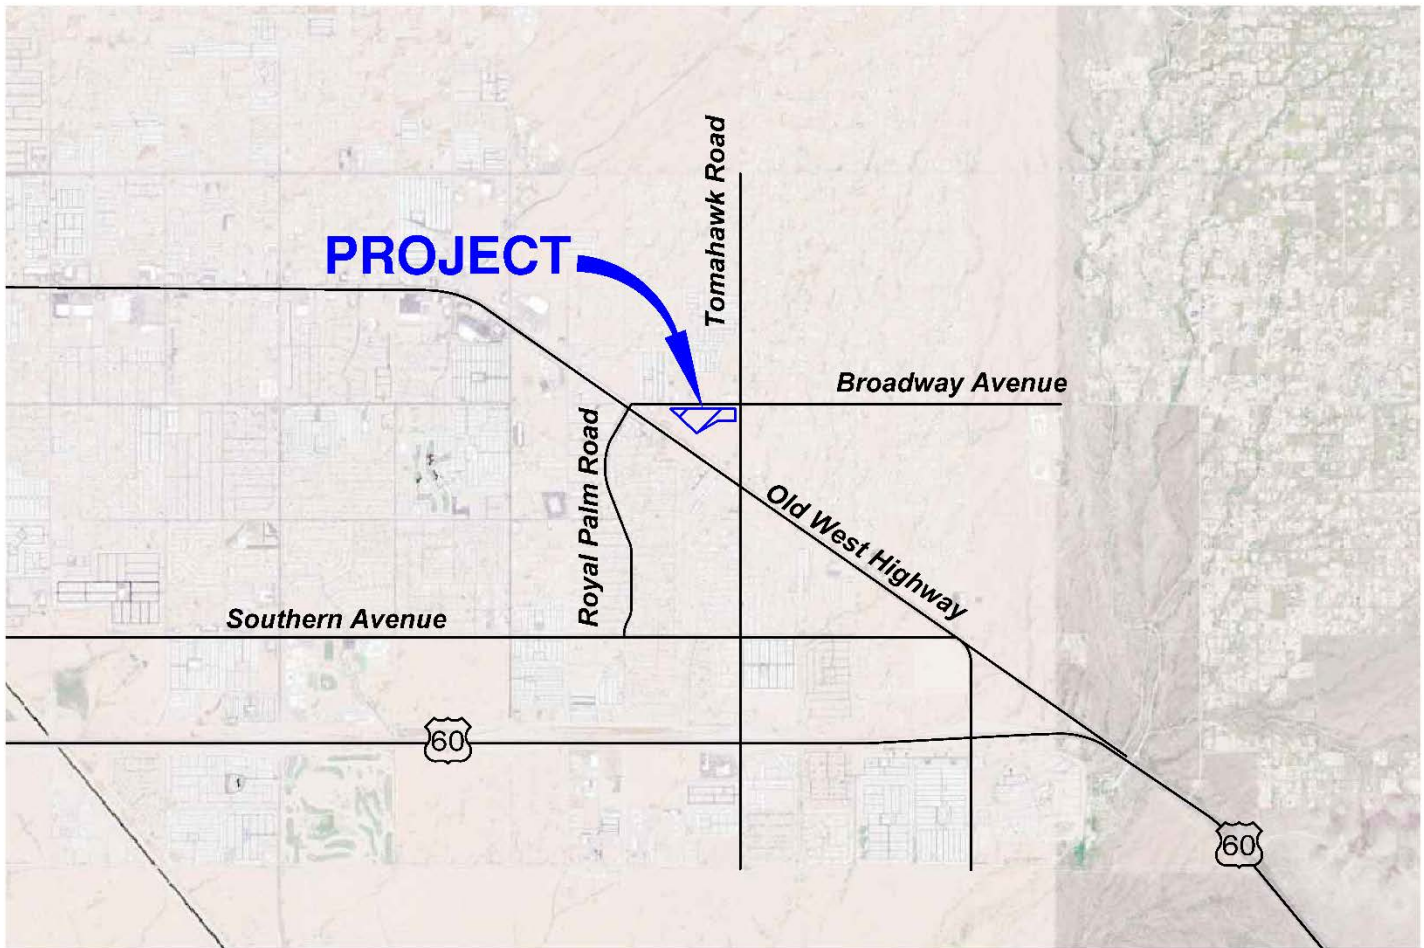 Tomahawk Road
PROJECT
Broadway Avenue
Royal Palm Road
Old West Highway
Southern Avenue
60
60